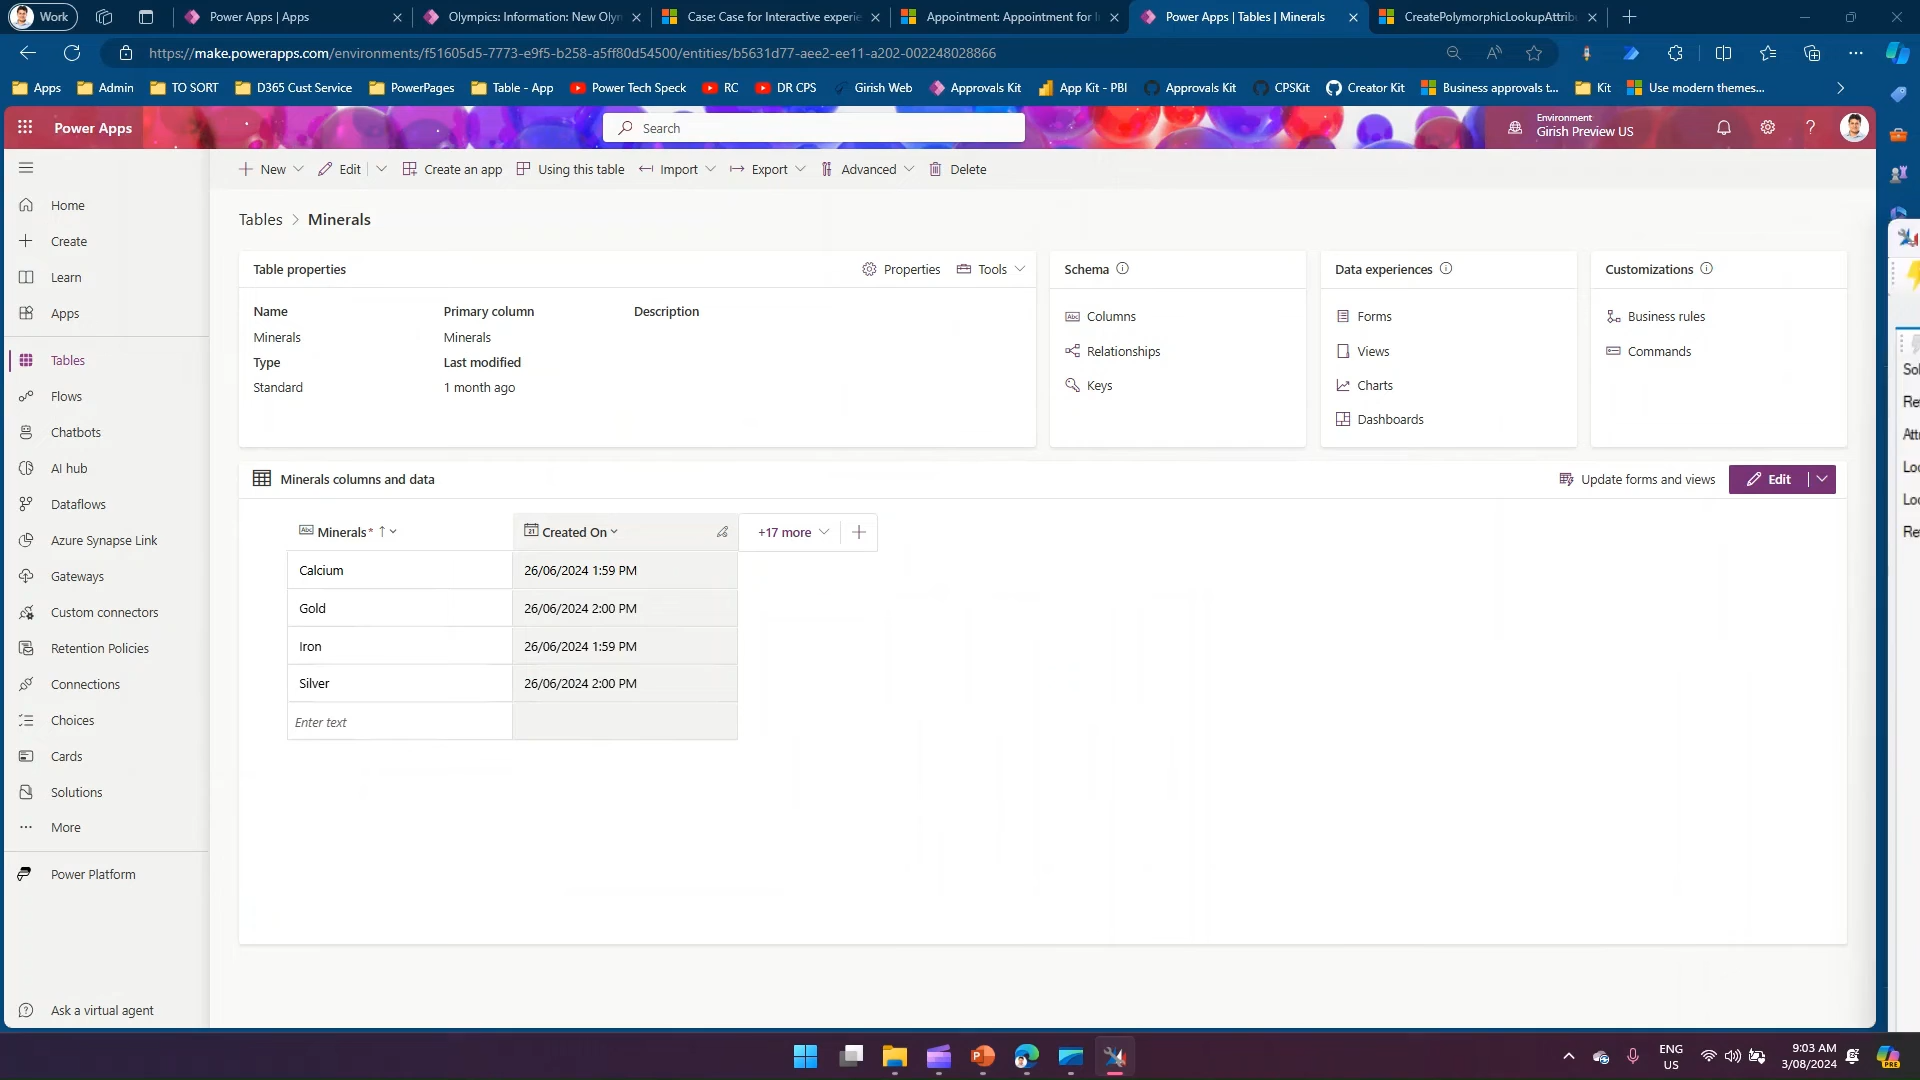 Work
Power Apps | Apps
Olympics: Information: New Olyn
Case: Case for Interactive experie
Appointment: Appointment for I
Power Apps | Tables | Minerals
CreatePolymorphicLookupAttribu
https://make.powerapps.com/environments/f51605d5-7773-e9f5-b258-a5ff80d54500/entities/b5631d77-aee2-ee11-a202-002248028866
Apps
Admin
TO SORT
D365 Cust Service
PowerPages
Table - App
Power Tech Speck
RC
DR CPS
Girish Web
Approvals Kit
App Kit - PBI
Approvals Kit
CPSKit
Creator Kit
Business approvals t...
Kit
Use modern themes...
Power Apps
Search
Environment
Girish Preview US
New
Edit
Create an app
Using this table
Import
Export
Advanced
Delete
Home
Create
Learn
Apps
Tables
Flows
Chatbots
AI hub
Dataflows
Azure Synapse Link
Gateways
Custom connectors
Retention Policies
Connections
Choices
Cards
Solutions
More
Power Platform
Ask a virtual agent
Tables > Minerals
Table properties
Properties
Tools
Name
Minerals
Type
Standard
Primary column
Minerals
Last modified
1 month ago
Description
Schema
Columns
Relationships
Keys
Data experiences
Forms
Views
Charts
Dashboards
Customizations
Business rules
Commands
Minerals columns and data
Update forms and views
Edit
Minerals *
Created On
+17 more
Calcium 26/06/2024 1:59 PM
Gold 26/06/2024 2:00 PM
Iron 26/06/2024 1:59 PM
Silver 26/06/2024 2:00 PM
Enter text
Sol
Re
Att
Loo
Loo
Re
ENG
US
9:03 AM
3/08/2024
PRE